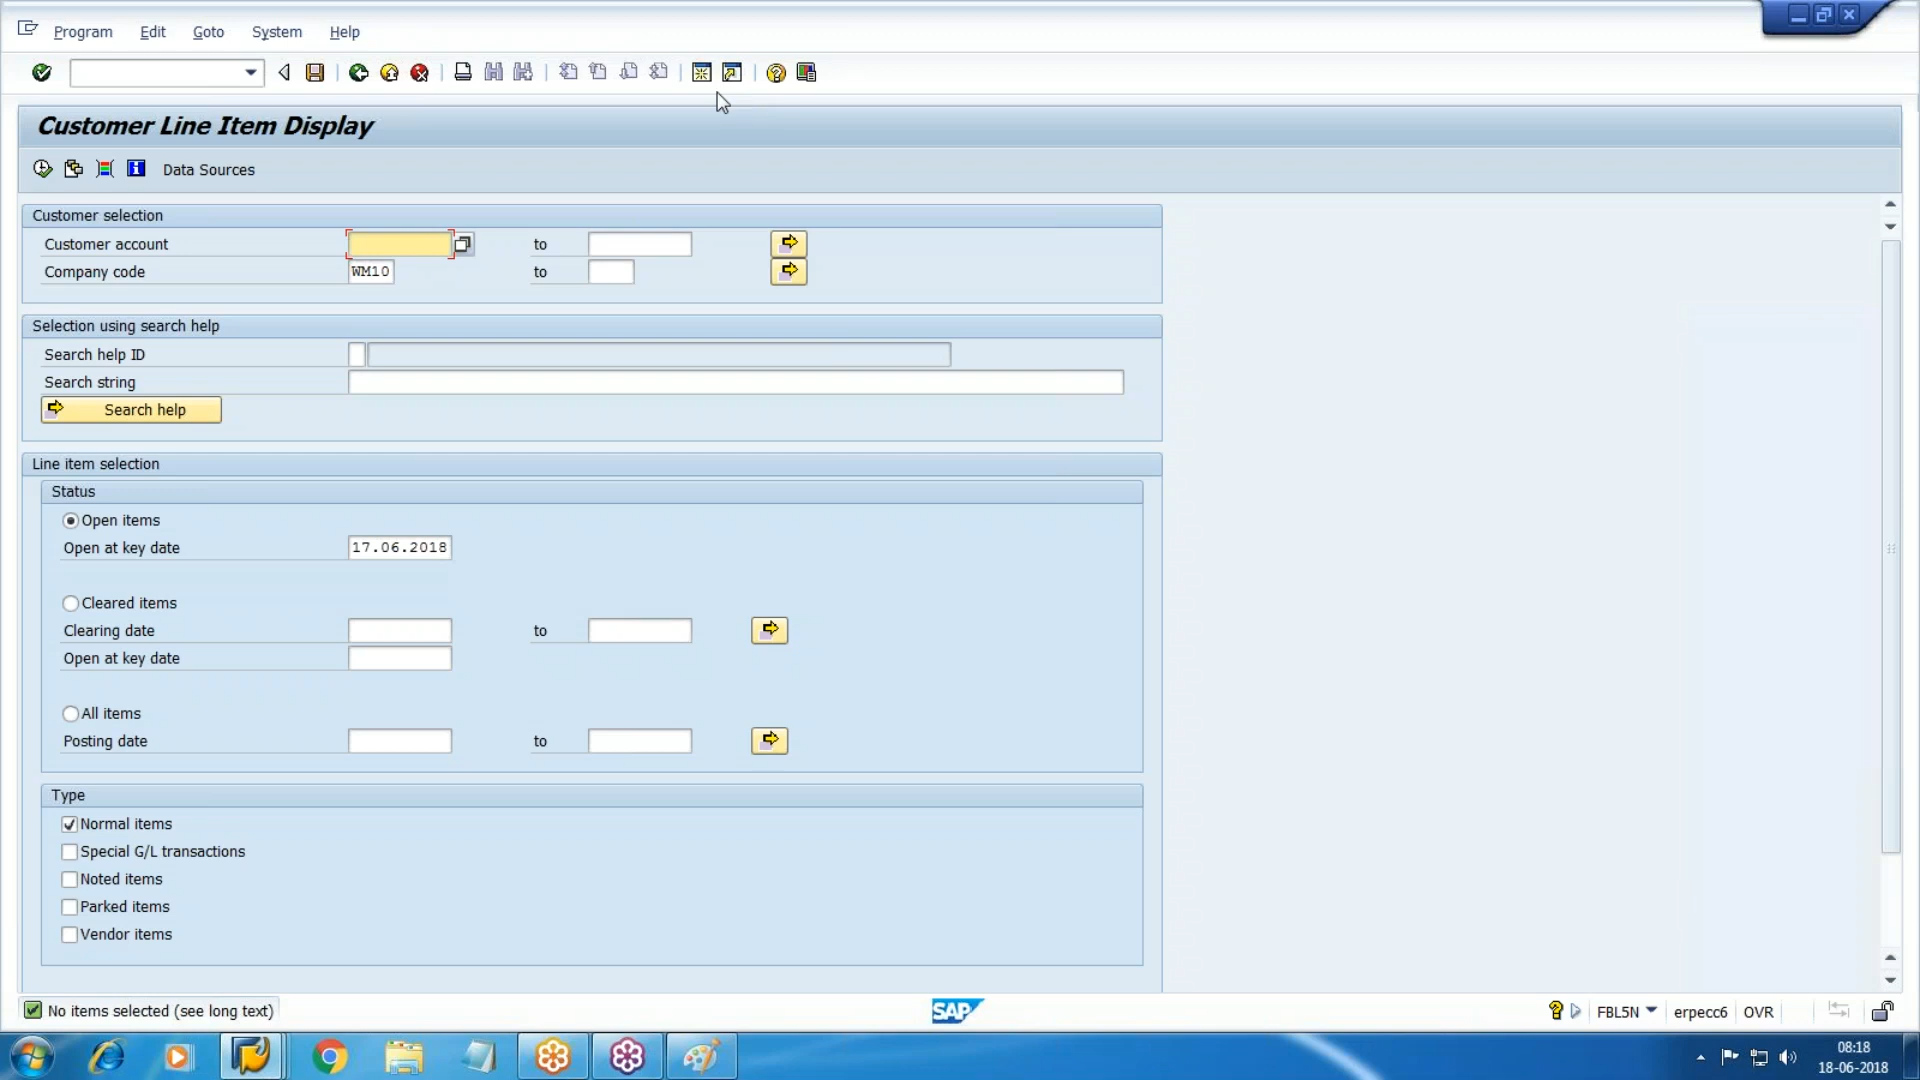 Program Edit Goto System Help
Customer Line Item Display
Data Sources
Customer selection
Customer account to
Company code WM10 to
Selection using search help
Search help ID
Search string
Search help
Line item selection
Status
Open items
Open at key date 17.06.2018
Cleared items
Clearing date to
Open at key date
All items
Posting date to
Type
Normal items
Special G/L transactions
Noted items
Parked items
Vendor items
No items selected (see long text) SAP FBL5N erpecc6 OVR
08:18
18-06-2018